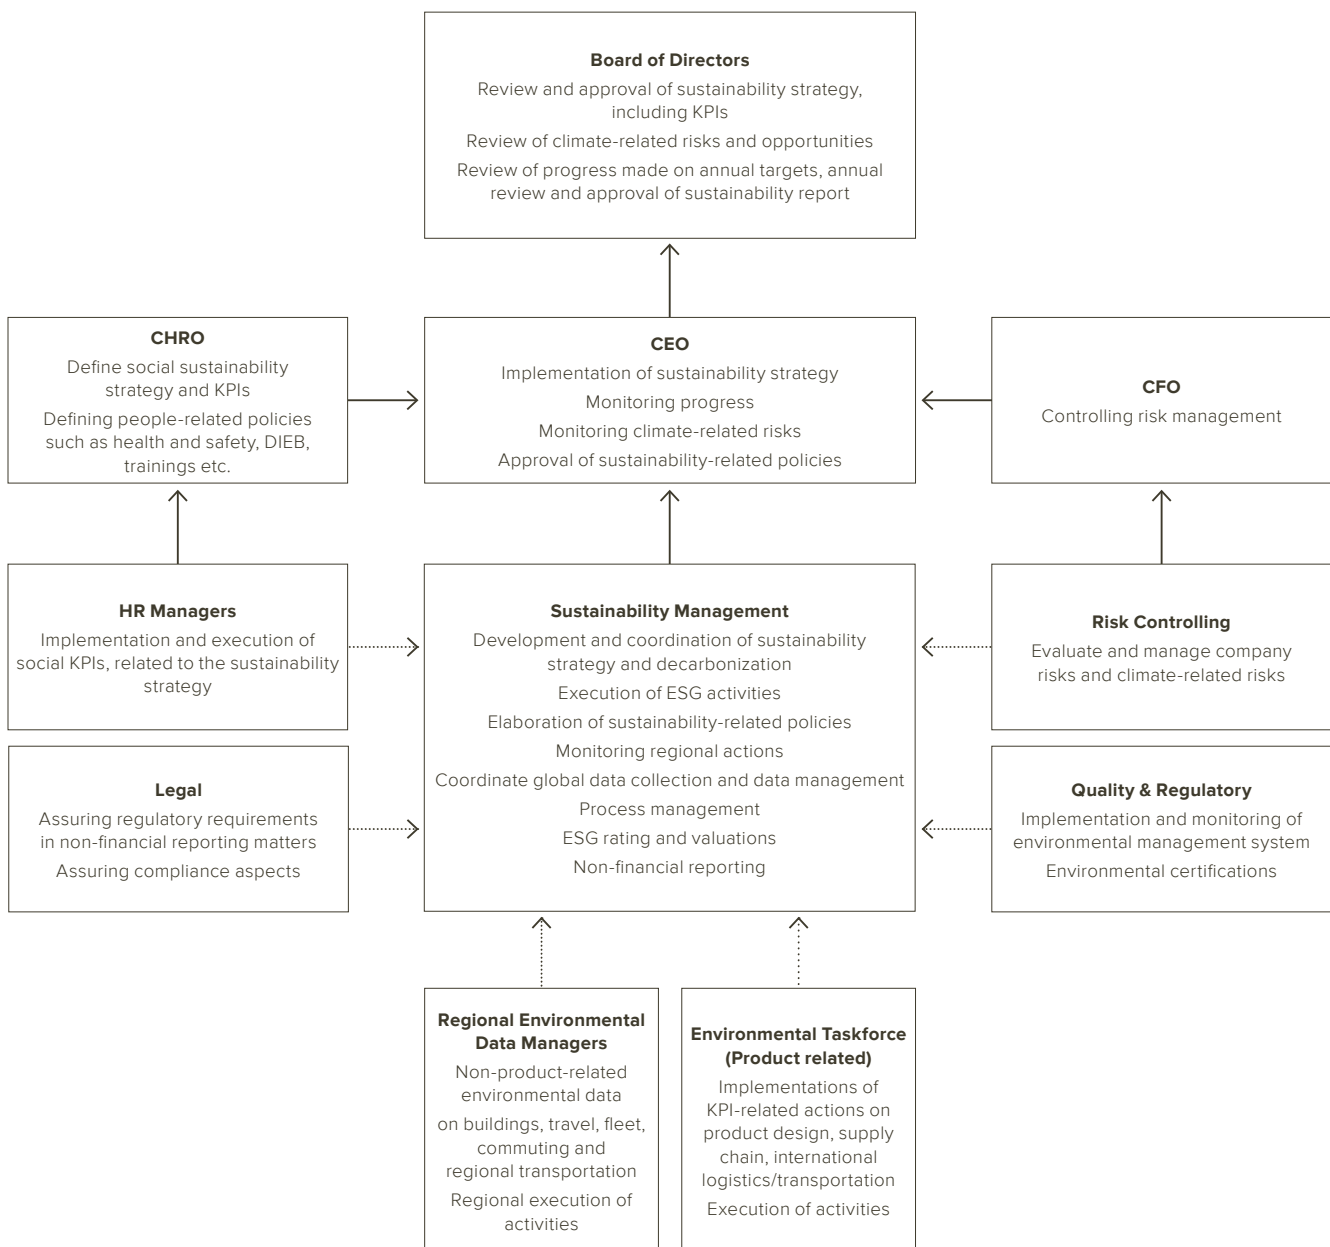 Board of Directors
Review and approval of sustainability strategy,
including KPIs
Review of climate-related risks and opportunities
Review of progress made on annual targets, annual
review and approval of sustainability report
CHRO
Define social sustainability
strategy and KPIs
Defining people-related policies
such as health and safety, DIEB,
trainings etc.
CEO
Implementation of sustainability strategy
Monitoring progress
Monitoring climate-related risks
Approval of sustainability-related policies
CFO
Controlling risk management
HR Managers
Implementation and execution of
social KPIs, related to the sustainability
strategy
Sustainability Management
Development and coordination of sustainability
strategy and decarbonization
Execution of ESG activities
Elaboration of sustainability-related policies
Monitoring regional actions
Coordinate global data collection and data management
Process management
ESG rating and valuations
Non-financial reporting
Risk Controlling
Evaluate and manage company
risks and climate-related risks
Legal
Assuring regulatory requirements
in non-financial reporting matters
Assuring compliance aspects
Quality & Regulatory
Implementation and monitoring of
environmental management system
Environmental certifications
Regional Environmental
Data Managers
Non-product-related
environmental data
on buildings, travel, fleet,
commuting and
regional transportation
Regional execution of
activities
Environmental Taskforce
(Product related)
Implementations of
KPI-related actions on
product design, supply
chain, international
logistics/transportation
Execution of activities